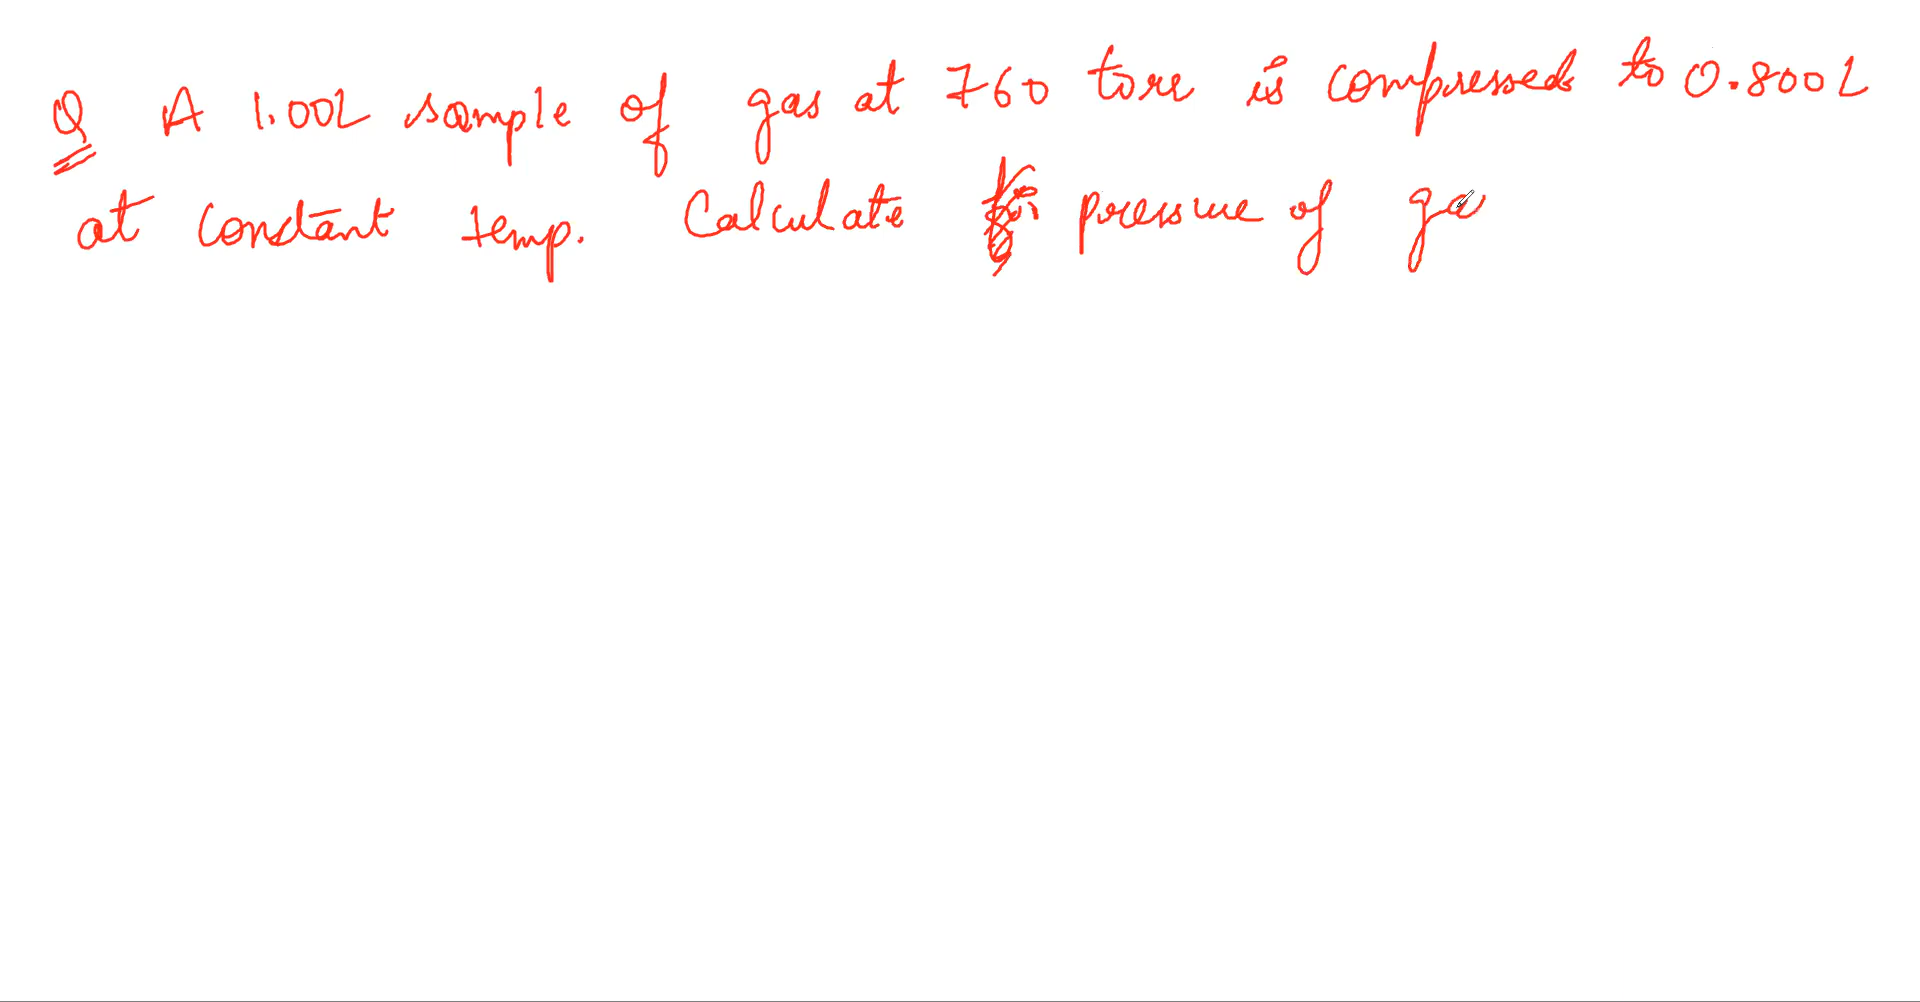 Q A 1.00L sample of gas at 760 torr is compressed to 0.800L
at constant temp. Calculate pressure of ga